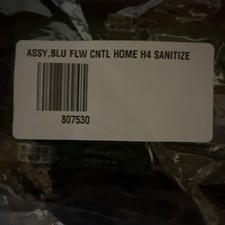 ASSY,BLU FLW CNTL HOME H4 SANITIZE
807530